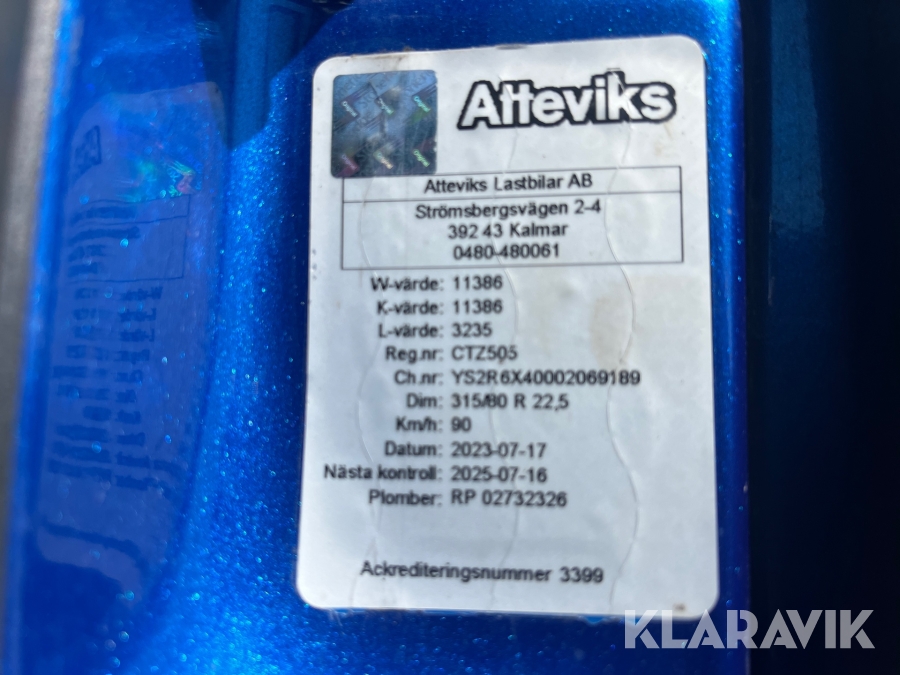 Atteviks
Atteviks Lastbilar AB
Strömsbergsvägen 2-4
392 43 Kalmar
0480-480061
W-värde: 11386
K-värde: 11386
L-värde: 3235
Reg.nr: CTZ505
Ch.nr: YS2R6X40002069189
Dim: 315/80 R 22,5
Km/h: 90
Datum: 2023-07-17
Nästa kontroll: 2025-07-16
Plomber: RP 02732326
Ackrediteringsnummer 3399
KLARAVIK